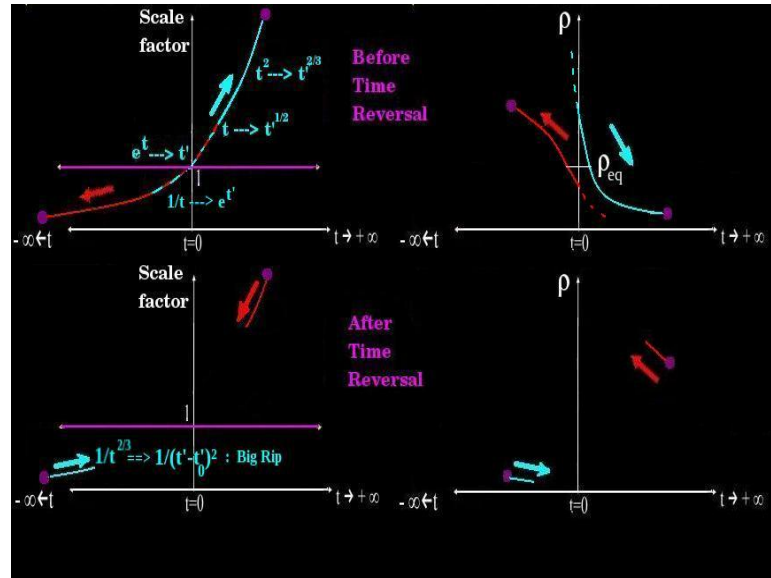 Scale
factor
t² ---> t'^2/3
t ---> t'^1/2
e^t ---> t'
1
1/t ---> e^t'
- ∞ ← t
t=0
t → + ∞
Before
Time
Reversal
ρ
ρeq
- ∞ ← t
t=0
t → + ∞
Scale
factor
1
1/t^2/3 ==> 1/(t'-t'0)² : Big Rip
- ∞ ← t
t=0
t → + ∞
After
Time
Reversal
ρ
- ∞ ← t
t=0
t → + ∞